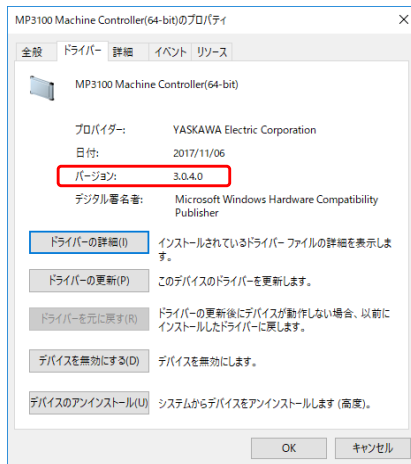 MP3100 Machine Controller(64-bit)のプロパティ
全般 ドライバー 詳細 イベント リソース
MP3100 Machine Controller(64-bit)
プロバイダー: YASKAWA Electric Corporation
日付: 2017/11/06
バージョン: 3.0.4.0
デジタル署名者: Microsoft Windows Hardware Compatibility
Publisher
ドライバーの詳細(I) インストールされているドライバー ファイルの詳細を表示しま
す。
ドライバーの更新(P) このデバイスのドライバーを更新します。
ドライバーを元に戻す(R) ドライバーの更新後にデバイスが動作しない場合、以前に
インストールしたドライバーに戻します。
デバイスを無効にする(D) デバイスを無効にします。
デバイスのアンインストール(U) システムからデバイスをアンインストールします (高度)。
OK キャンセル